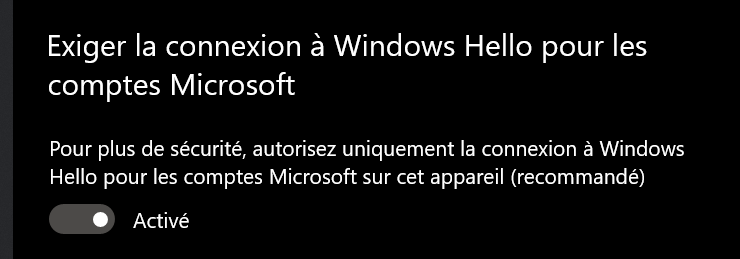 Exiger la connexion à Windows Hello pour les
comptes Microsoft
Pour plus de sécurité, autorisez uniquement la connexion à Windows
Hello pour les comptes Microsoft sur cet appareil (recommandé)
Activé